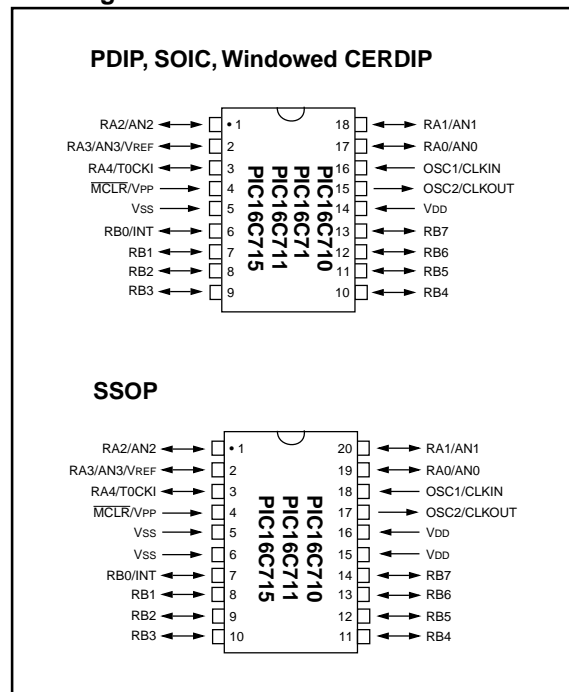 PDIP, SOIC, Windowed CERDIP
RA2/AN2 • 1 18 RA1/AN1
RA3/AN3/VREF 2 17 RA0/AN0
RA4/T0CKI 3 16 OSC1/CLKIN
MCLR/VPP 4 15 OSC2/CLKOUT
VSS 5 14 VDD
RB0/INT 6 13 RB7
RB1 7 12 RB6
RB2 8 11 RB5
RB3 9 10 RB4
PIC16C710
PIC16C71
PIC16C711
PIC16C715
SSOP
RA2/AN2 • 1 20 RA1/AN1
RA3/AN3/VREF 2 19 RA0/AN0
RA4/T0CKI 3 18 OSC1/CLKIN
MCLR/VPP 4 17 OSC2/CLKOUT
VSS 5 16 VDD
VSS 6 15 VDD
RB0/INT 7 14 RB7
RB1 8 13 RB6
RB2 9 12 RB5
RB3 10 11 RB4
PIC16C710
PIC16C711
PIC16C715